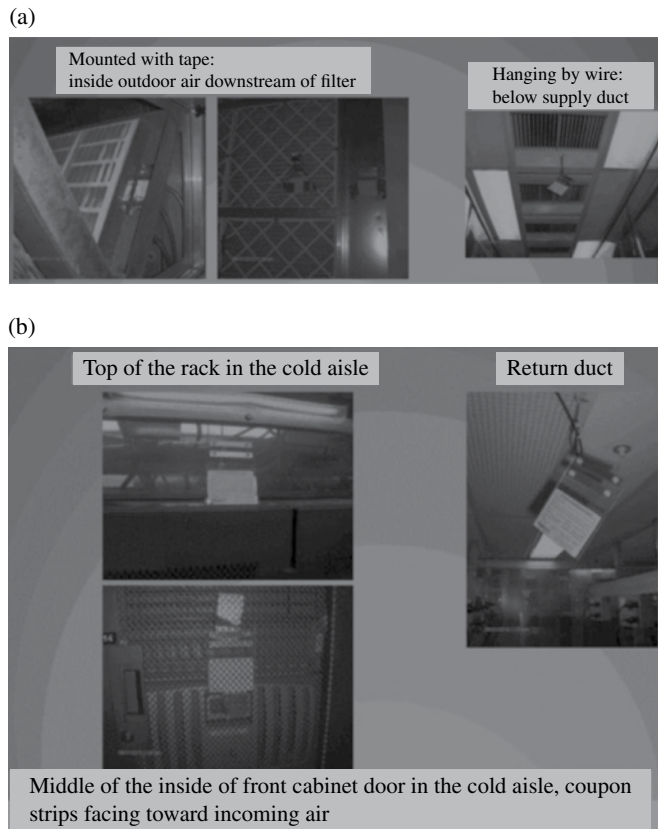 (a)
Mounted with tape:
inside outdoor air downstream of filter
Hanging by wire:
below supply duct
(b)
Top of the rack in the cold aisle
Return duct
Middle of the inside of front cabinet door in the cold aisle, coupon
strips facing toward incoming air